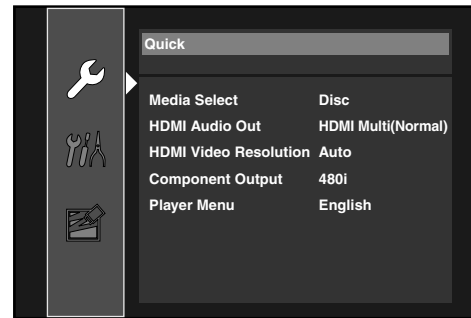 Quick
Media Select Disc
HDMI Audio Out HDMI Multi(Normal)
HDMI Video Resolution Auto
Component Output 480i
Player Menu English